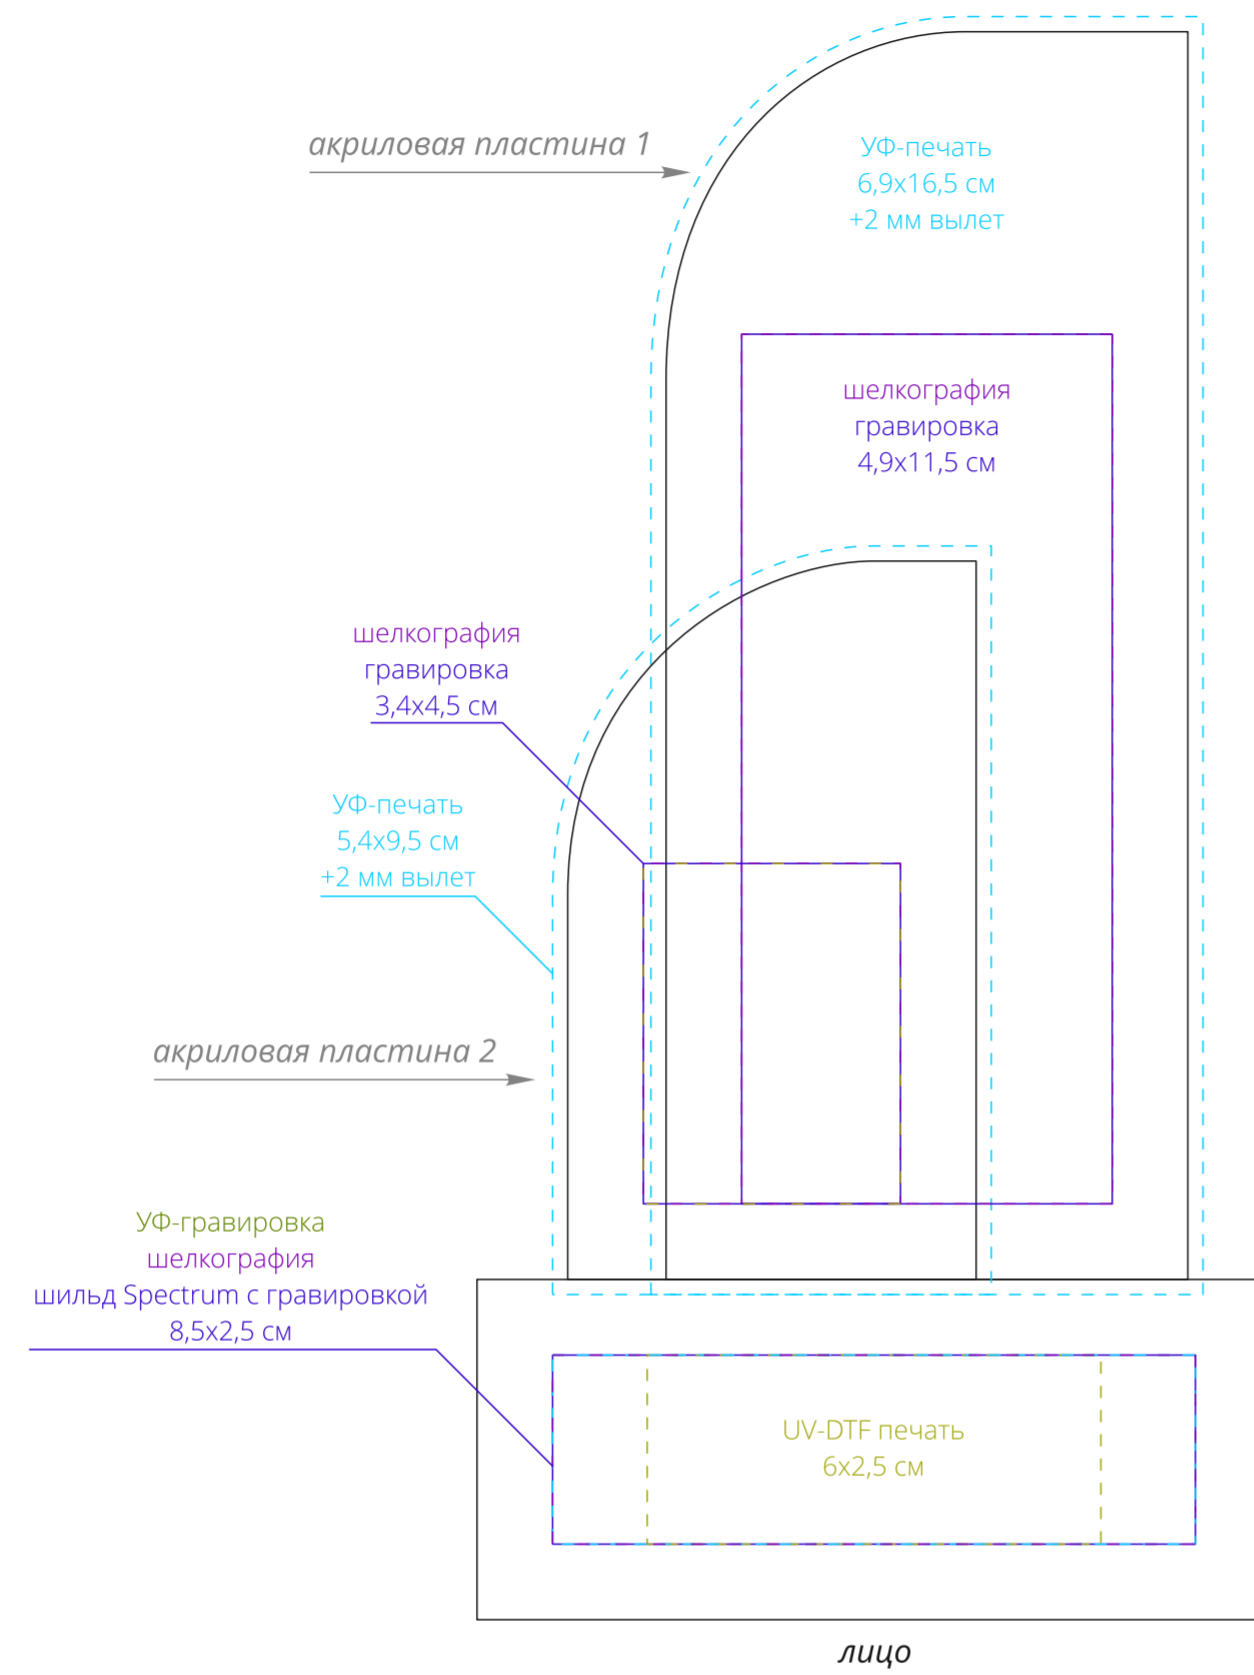 акриловая пластина 1
УФ-печать
6,9х16,5 см
+2 мм вылет
шелкография
гравировка
4,9х11,5 см
шелкография
гравировка
3,4х4,5 см
УФ-печать
5,4х9,5 см
+2 мм вылет
акриловая пластина 2
УФ-гравировка
шелкография
шильд Spectrum с гравировкой
8,5х2,5 см
UV-DTF печать
6х2,5 см
лицо